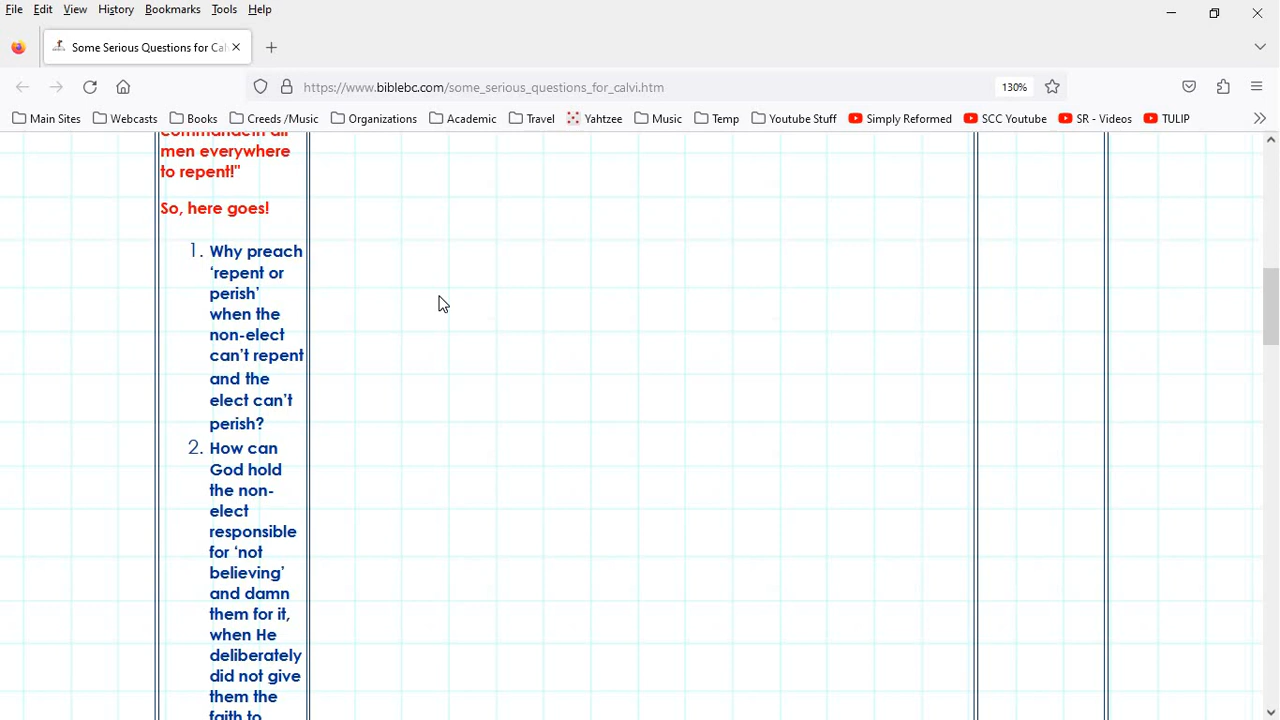 File Edit View History Bookmarks Tools Help
Some Serious Questions for Cal
https://www.biblebc.com/some_serious_questions_for_calvi.htm
130%
Main Sites Webcasts Books Creeds /Music Organizations Academic Travel Yahtzee Music Temp Youtube Stuff Simply Reformed SCC Youtube SR - Videos TULIP
commandeth all
men everywhere
to repent!"
So, here goes!
1. Why preach
‘repent or
perish’
when the
non-elect
can’t repent
and the
elect can’t
perish?
2. How can
God hold
the non-
elect
responsible
for ‘not
believing’
and damn
them for it,
when He
deliberately
did not give
them the
faith to